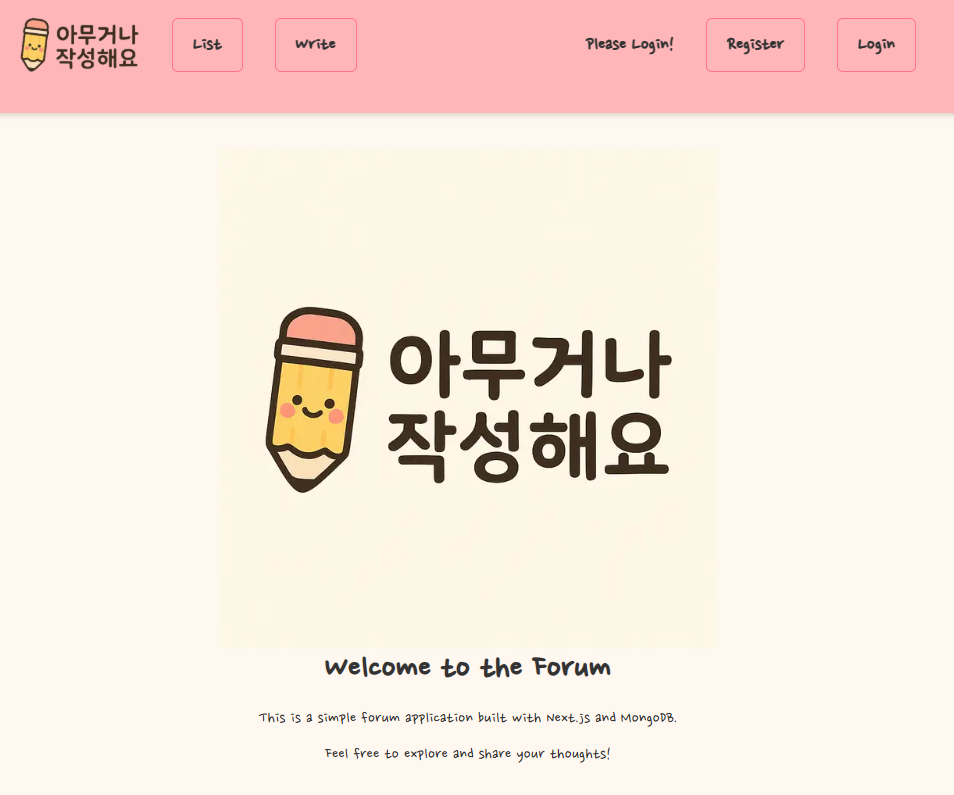 아무거나
작성해요
List
Write
Please Login!
Register
Login
아무거나
작성해요
Welcome to the Forum
This is a simple forum application built with Next.js and MongoDB.
Feel free to explore and share your thoughts!